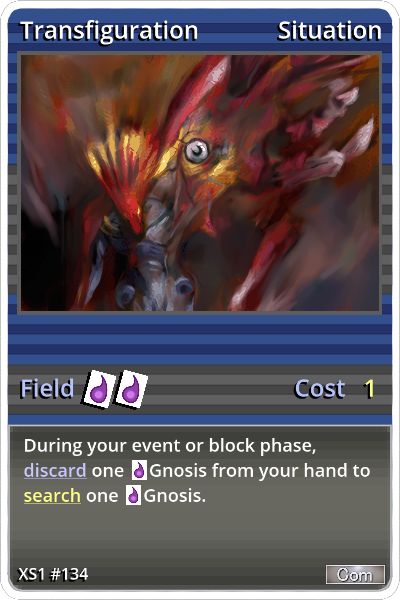 Transfiguration Situation
Field Cost 1
During your event or block phase,
discard one Gnosis from your hand to
search one Gnosis.
XS1 #134 Com